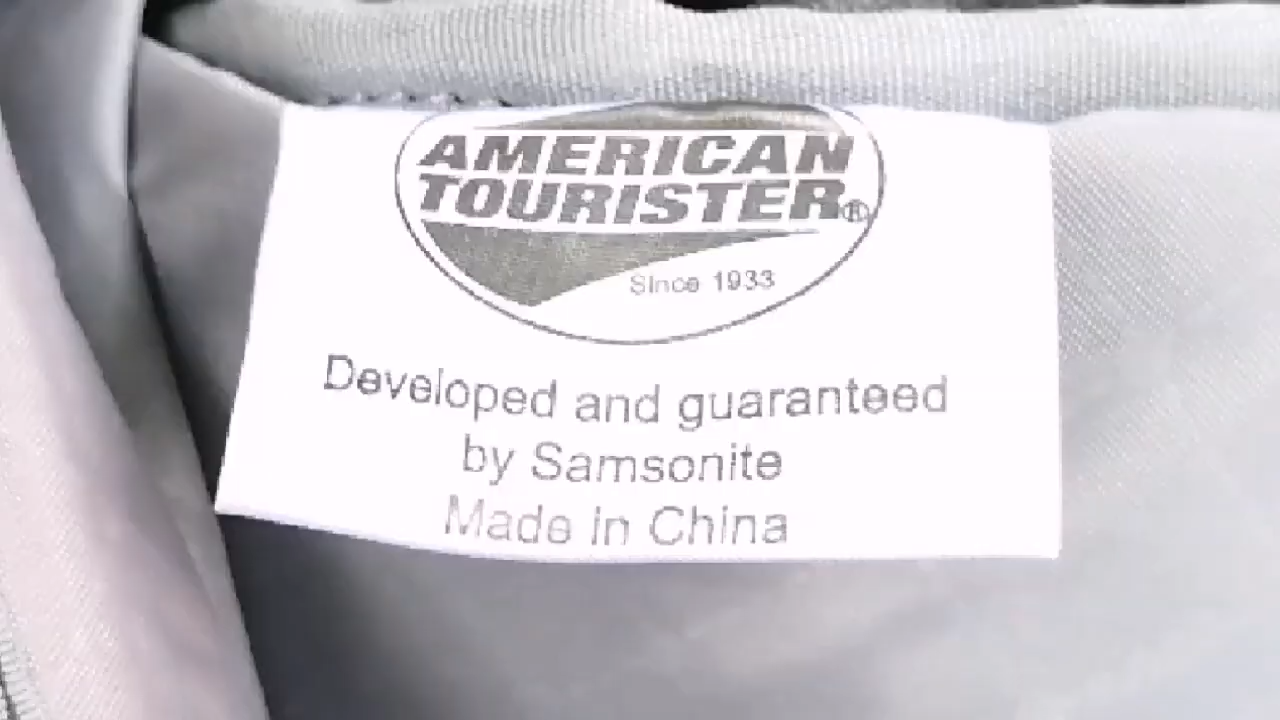 AMERICAN
TOURISTER®
Since 1933
Developed and guaranteed
by Samsonite
Made in China